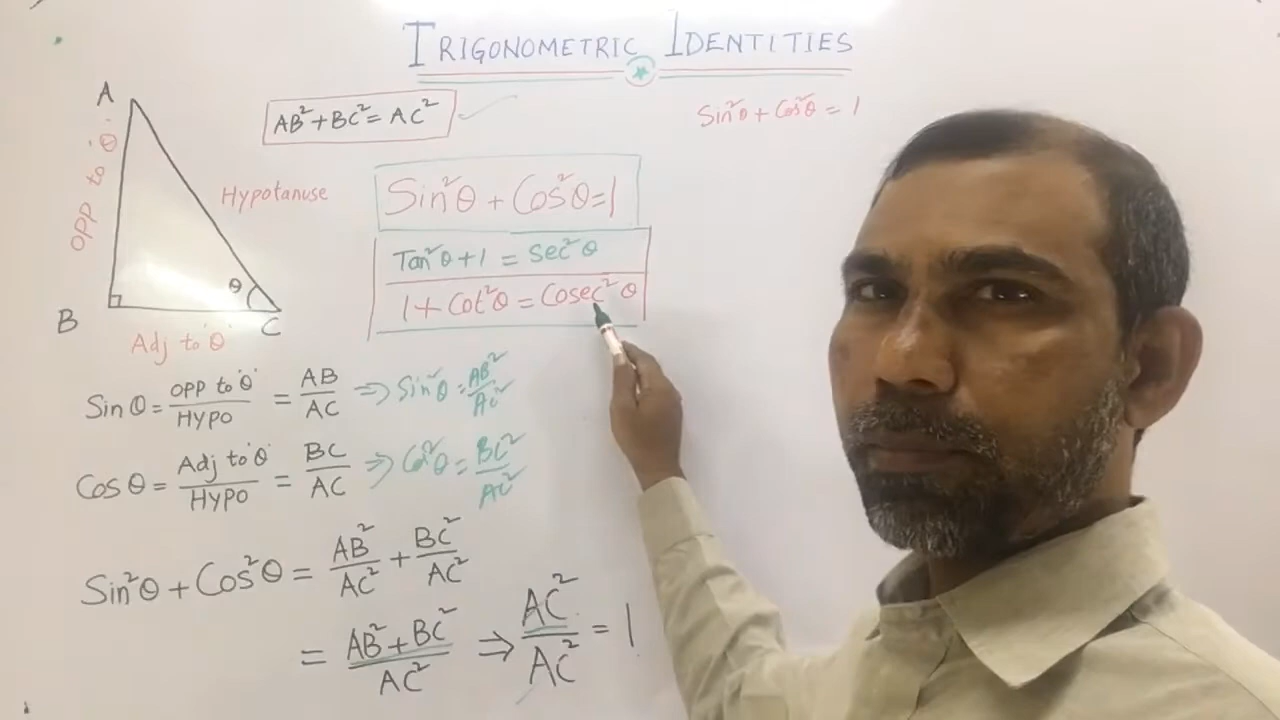 TRIGONOMETRIC IDENTITIES
A
AB² + BC² = AC²
Sin²θ + Cos²θ = 1
OPP to 'θ'
Hypotanuse
Sin²θ + Cos²θ = 1
Tan²θ + 1 = Sec²θ
1 + Cot²θ = Cosec²θ
θ
B
C
Adj to 'θ'
Sin θ = OPP to 'θ' / HYPO = AB / AC ⇒ Sin²θ = AB² / AC²
Cos θ = Adj to 'θ' / HYPO = BC / AC ⇒ Cos²θ = BC² / AC²
Sin²θ + Cos²θ = AB² / AC² + BC² / AC²
= AB² + BC² / AC² ⇒ AC² / AC² = 1